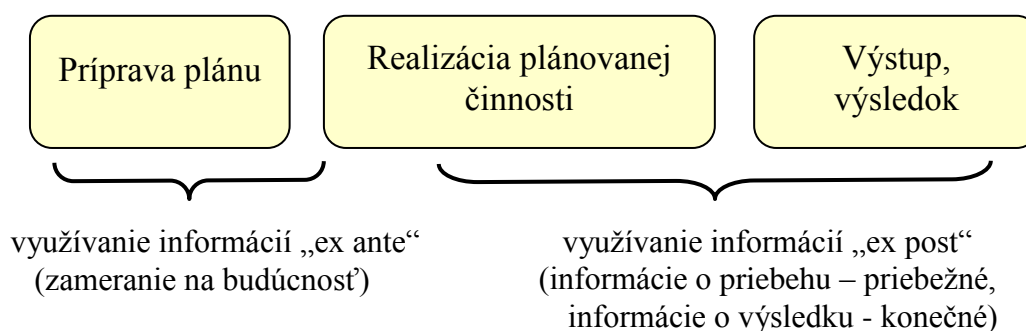 Príprava plánu
Realizácia plánovanej
činnosti
Výstup,
výsledok
využívanie informácií „ex ante“
(zameranie na budúcnosť)
využívanie informácií „ex post“
(informácie o priebehu – priebežné,
informácie o výsledku - konečné)